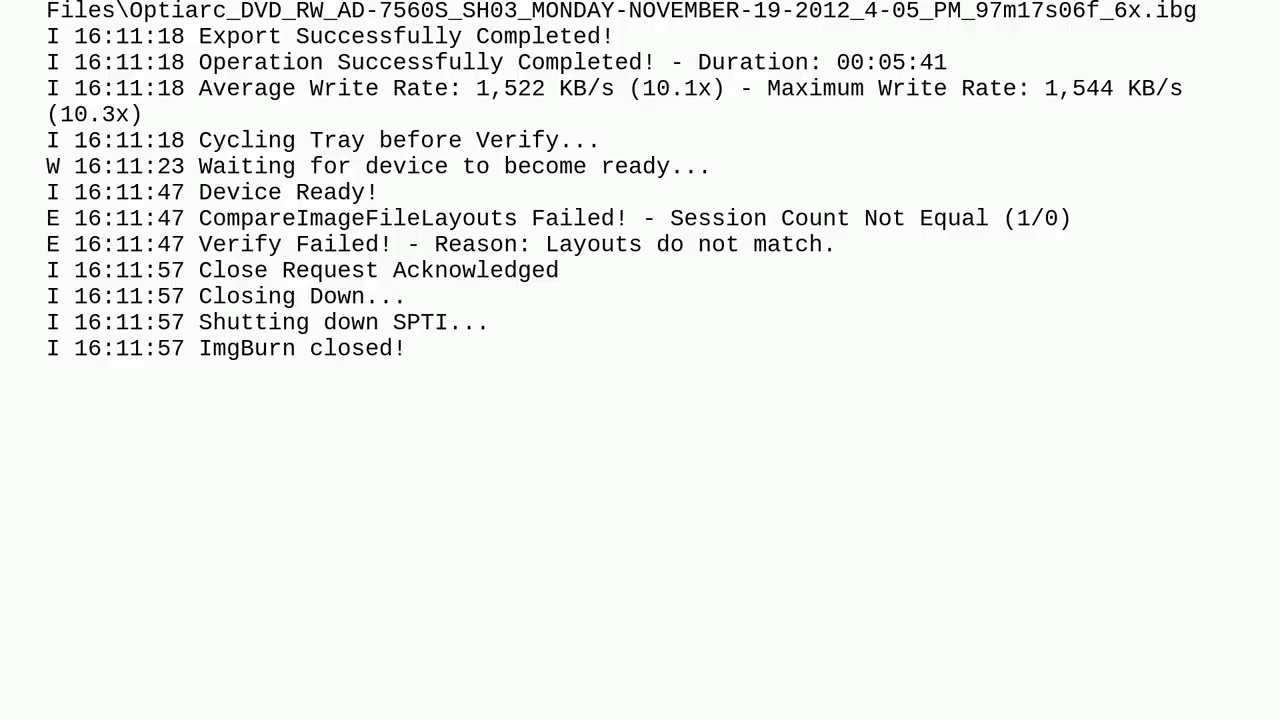 Files\Optiarc_DVD_RW_AD-7560S_SH03_MONDAY-NOVEMBER-19-2012_4-05_PM_97m17s06f_6x.ibg
I 16:11:18 Export Successfully Completed!
I 16:11:18 Operation Successfully Completed! - Duration: 00:05:41
I 16:11:18 Average Write Rate: 1,522 KB/s (10.1x) - Maximum Write Rate: 1,544 KB/s
(10.3x)
I 16:11:18 Cycling Tray before Verify...
W 16:11:23 Waiting for device to become ready...
I 16:11:47 Device Ready!
E 16:11:47 CompareImageFileLayouts Failed! - Session Count Not Equal (1/0)
E 16:11:47 Verify Failed! - Reason: Layouts do not match.
I 16:11:57 Close Request Acknowledged
I 16:11:57 Closing Down...
I 16:11:57 Shutting down SPTI...
I 16:11:57 ImgBurn closed!